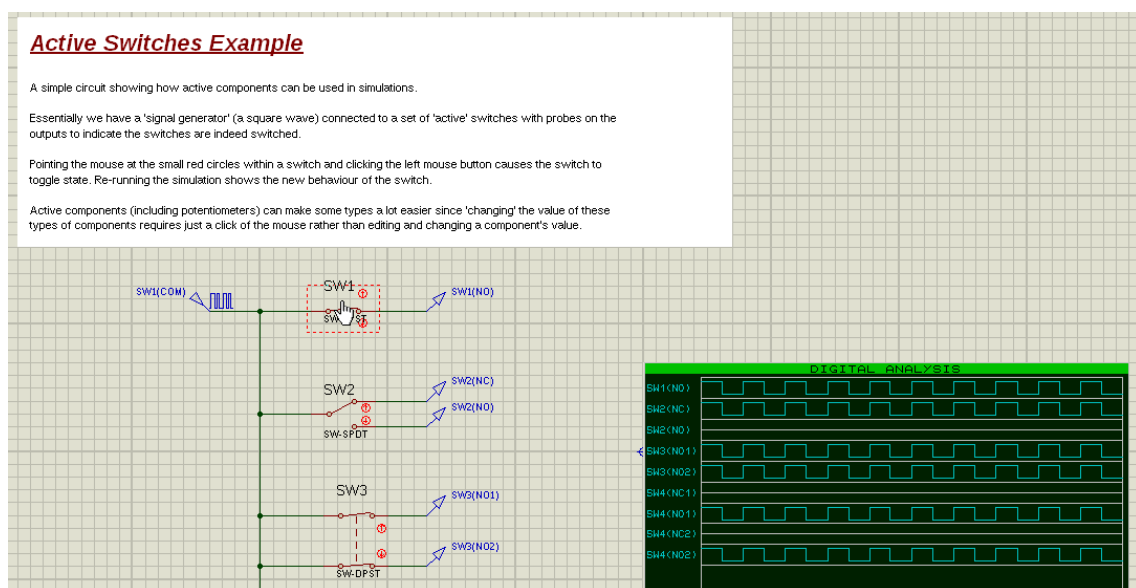 Active Switches Example
A simple circuit showing how active components can be used in simulations.
Essentially we have a 'signal generator' (a square wave) connected to a set of 'active' switches with probes on the
outputs to indicate the switches are indeed switched.
Pointing the mouse at the small red circles within a switch and clicking the left mouse button causes the switch to
toggle state. Re-running the simulation shows the new behaviour of the switch.
Active components (including potentiometers) can make some types a lot easier since 'changing' the value of these
types of components requires just a click of the mouse rather than editing and changing a component's value.
SW1(COM)
SW1
SW1(NO)
SW2
SW2(NC)
SW2(NO)
SW-SPDT
SW3
SW3(NO1)
SW3(NO2)
SW-DPST
DIGITAL ANALYSIS
SW1(NO)
SW2(NC)
SW2(NO)
SW3(NO1)
SW3(NO2)
SW4(NC1)
SW4(NO1)
SW4(NC2)
SW4(NO2)